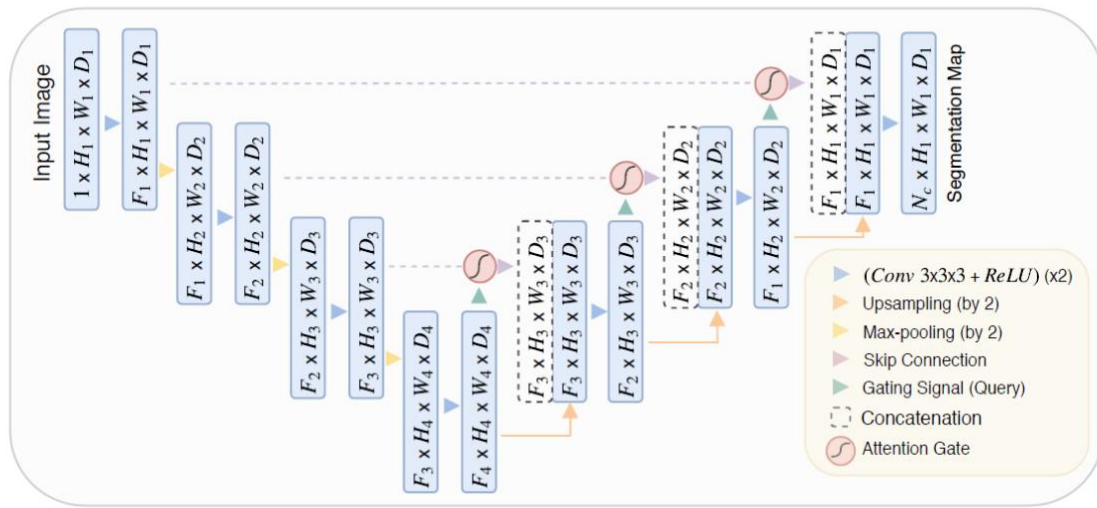 Input Image
1 x H₁ x W₁ x D₁
F₁ x H₁ x W₁ x D₁
F₁ x H₂ x W₂ x D₂
F₂ x H₂ x W₂ x D₂
F₂ x H₃ x W₃ x D₃
F₃ x H₃ x W₃ x D₃
F₃ x H₄ x W₄ x D₄
F₄ x H₄ x W₄ x D₄
F₃ x H₃ x W₃ x D₃
F₃ x H₃ x W₃ x D₃
F₂ x H₃ x W₃ x D₃
F₂ x H₂ x W₂ x D₂
F₂ x H₂ x W₂ x D₂
F₁ x H₂ x W₂ x D₂
F₁ x H₁ x W₁ x D₁
F₁ x H₁ x W₁ x D₁
N_c x H₁ x W₁ x D₁
Segmentation Map
(Conv 3x3x3 + ReLU) (x2)
Upsampling (by 2)
Max-pooling (by 2)
Skip Connection
Gating Signal (Query)
Concatenation
Attention Gate